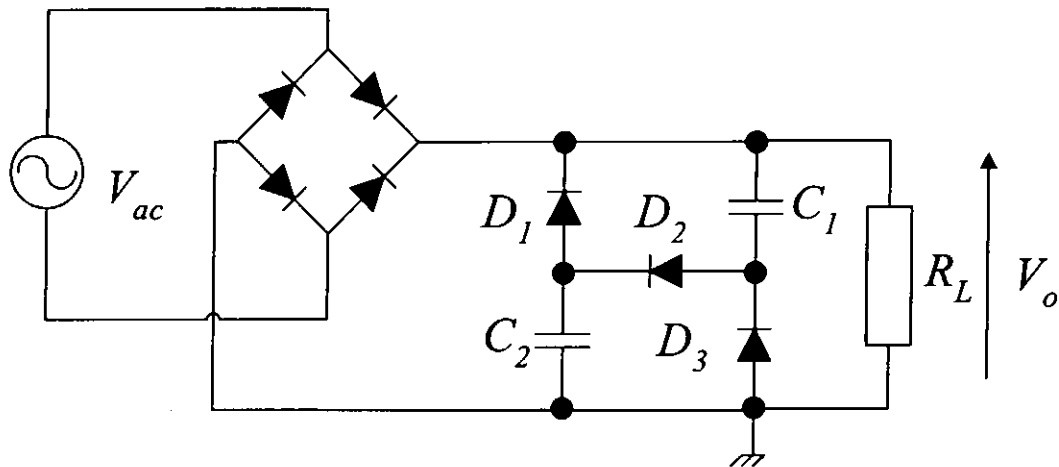 V_ac
D_1
D_2
C_1
C_2
D_3
R_L
V_o